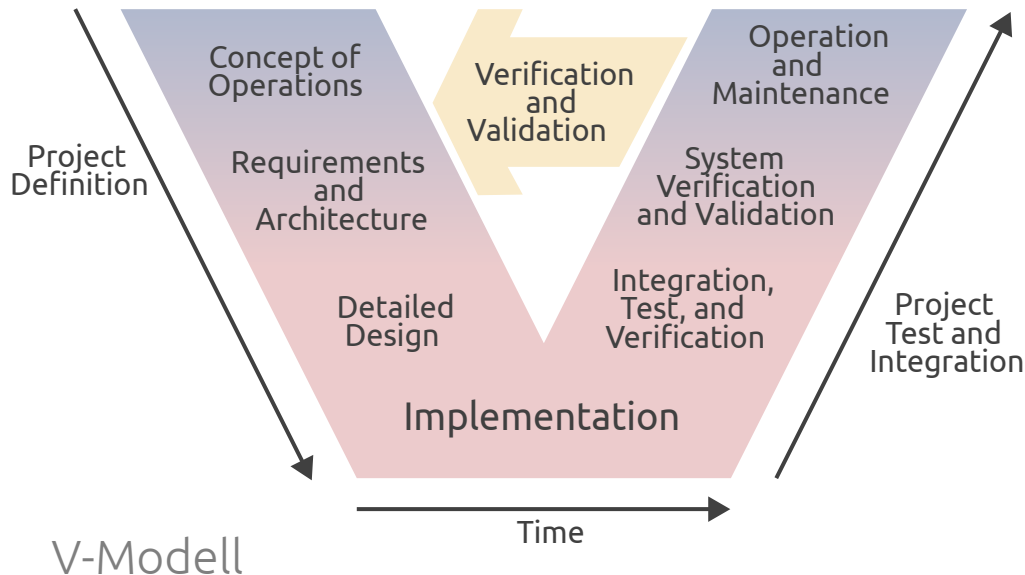 Concept of
Operations
Verification
and
Validation
Operation
and
Maintenance
Project
Definition
Requirements
and
Architecture
System
Verification
and Validation
Detailed
Design
Integration,
Test, and
Verification
Project
Test and
Integration
Implementation
Time
V-Modell